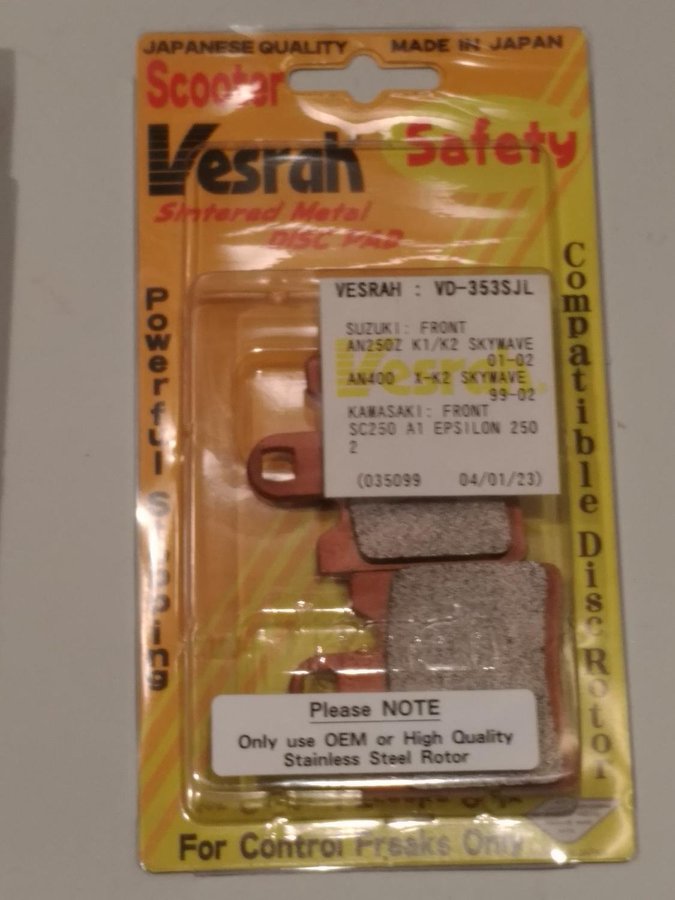 JAPANESE QUALITY MADE IN JAPAN
Scooter
Vesrah
Safety
Sintered Metal
DISC PAD
Powerful Stopping
Compatible Disc Rotor
VESRAH : VD-353SJL
SUZUKI: FRONT
AN250Z K1/K2 SKYWAVE
01-02
AN400 X-K2 SKYWAVE
99-02
KAWASAKI: FRONT
SC250 A1 EPSILON 250
2
(035099 04/01/23)
Vesrah
Please NOTE
Only use OEM or High Quality
Stainless Steel Rotor
For Control Freaks Only